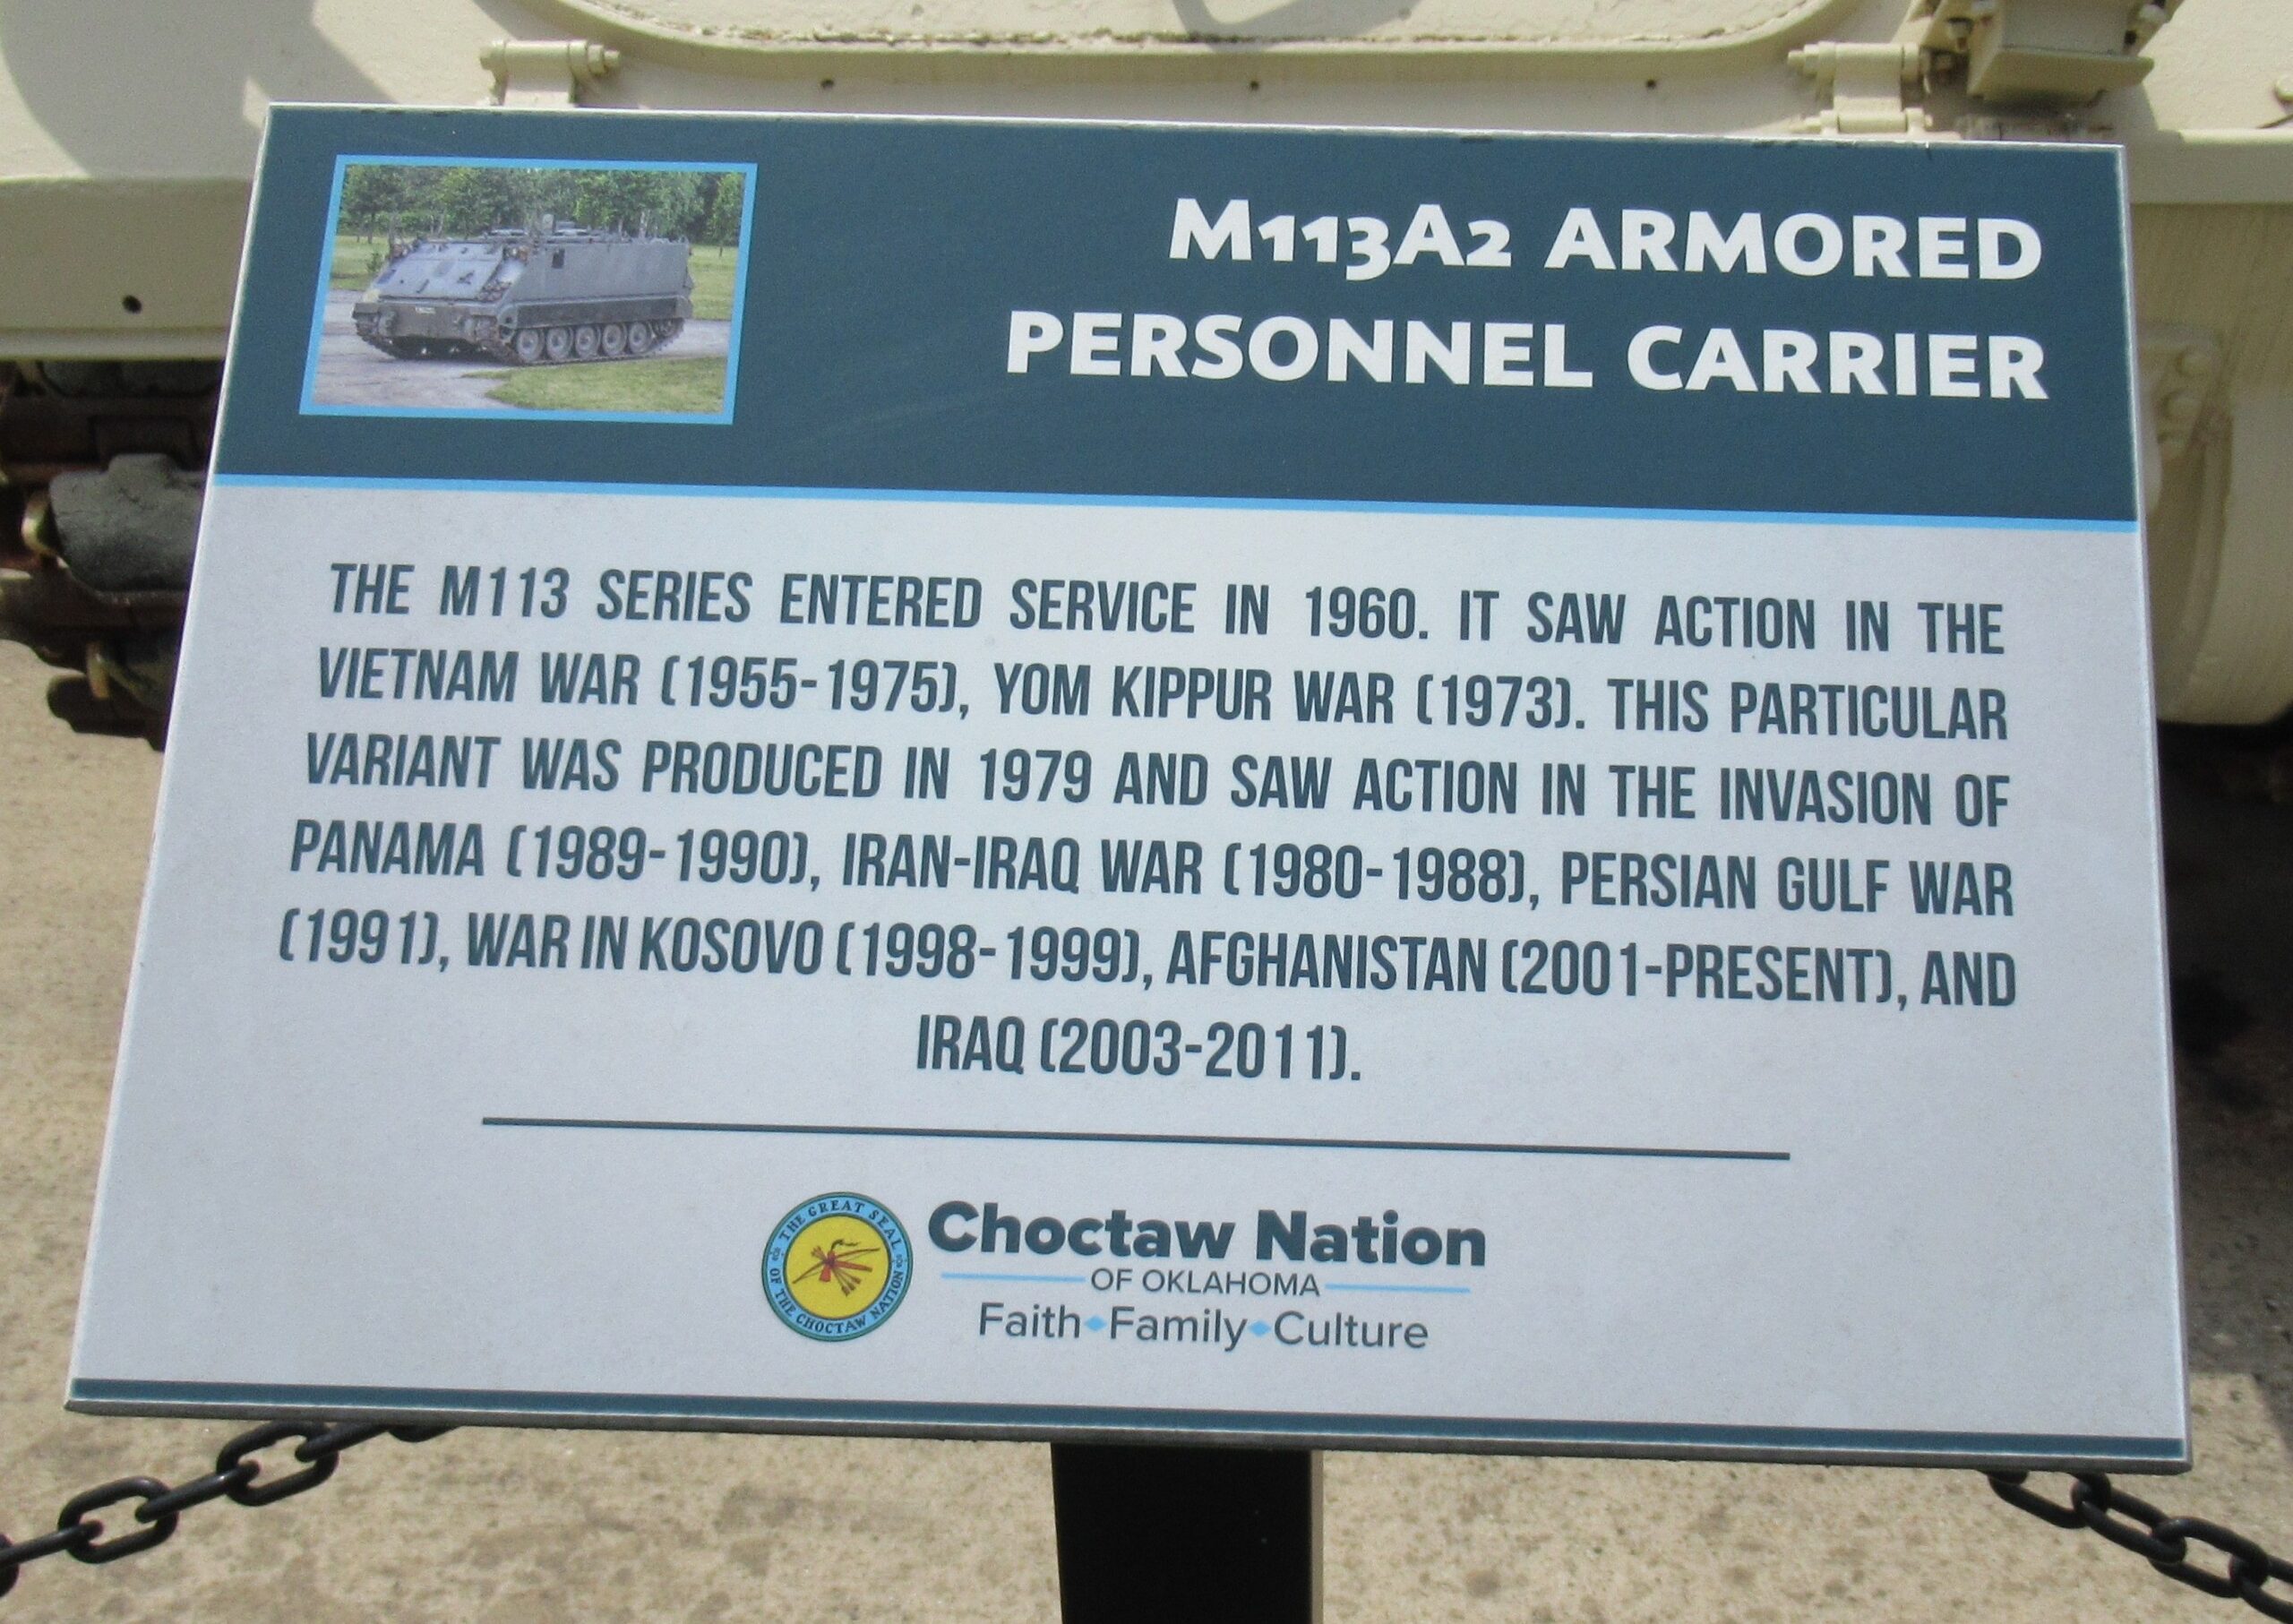 M113A2 ARMORED
PERSONNEL CARRIER
THE M113 SERIES ENTERED SERVICE IN 1960. IT SAW ACTION IN THE
VIETNAM WAR (1955-1975), YOM KIPPUR WAR (1973). THIS PARTICULAR
VARIANT WAS PRODUCED IN 1979 AND SAW ACTION IN THE INVASION OF
PANAMA (1989-1990), IRAN-IRAQ WAR (1980-1988), PERSIAN GULF WAR
(1991), WAR IN KOSOVO (1998-1999), AFGHANISTAN (2001-PRESENT), AND
IRAQ (2003-2011).
THE GREAT SEAL
OF THE CHOCTAW NATION
Choctaw Nation
OF OKLAHOMA
Faith◆Family◆Culture